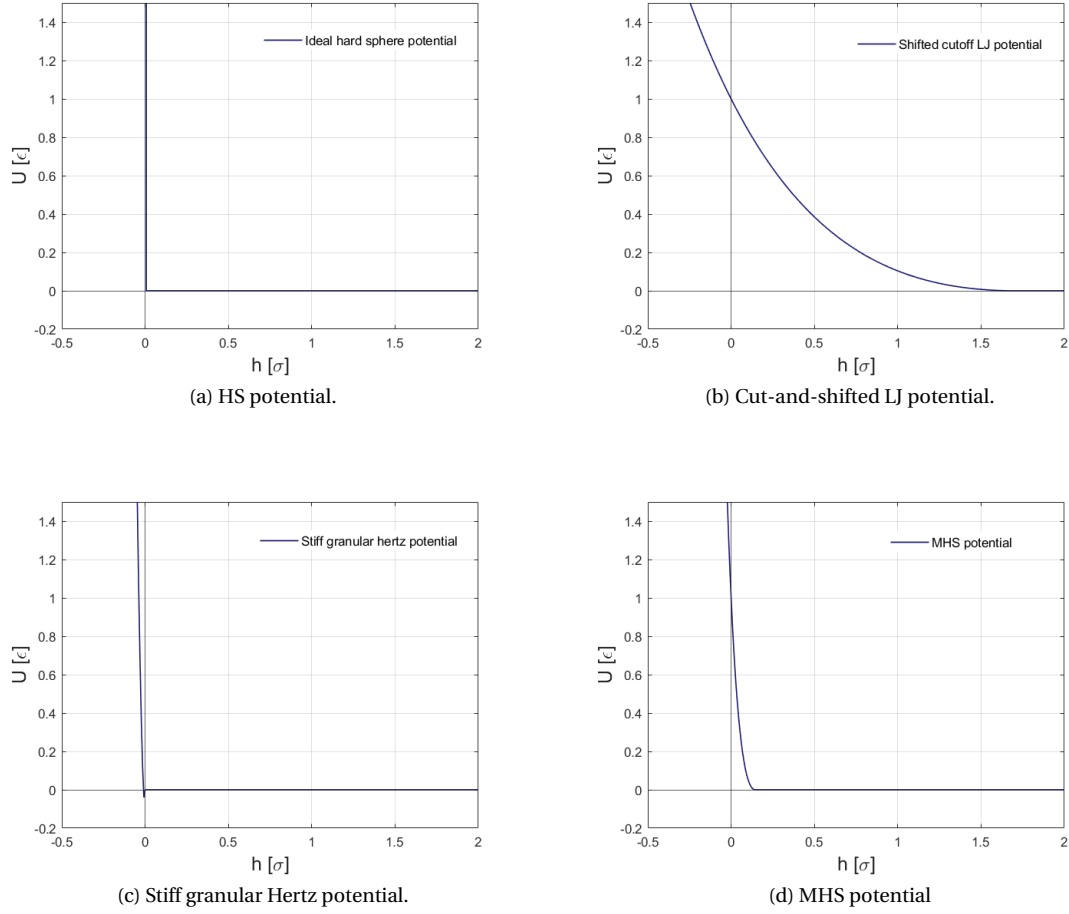 1.4
Ideal hard sphere potential
1.2
1
0.8
U [ϵ]
0.6
0.4
0.2
0
-0.2
-0.5 0 0.5 1 1.5 2
h [σ]
(a) HS potential.
1.4
Shifted cutoff LJ potential
1.2
1
0.8
U [ϵ]
0.6
0.4
0.2
0
-0.2
-0.5 0 0.5 1 1.5 2
h [σ]
(b) Cut-and-shifted LJ potential.
1.4
Stiff granular hertz potential
1.2
1
0.8
U [ϵ]
0.6
0.4
0.2
0
-0.2
-0.5 0 0.5 1 1.5 2
h [σ]
(c) Stiff granular Hertz potential.
1.4
MHS potential
1.2
1
0.8
U [ϵ]
0.6
0.4
0.2
0
-0.2
-0.5 0 0.5 1 1.5 2
h [σ]
(d) MHS potential